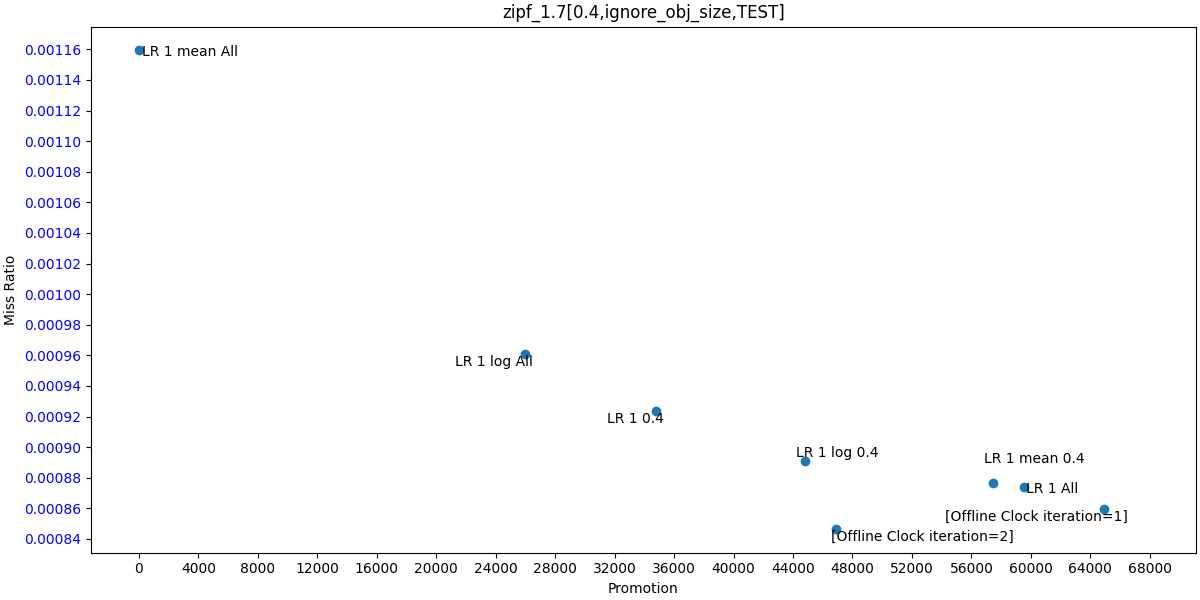 zipf_1.7[0.4,ignore_obj_size,TEST]
0.00116
0.00114
0.00112
0.00110
0.00108
0.00106
0.00104
0.00102
0.00100
0.00098
0.00096
0.00094
0.00092
0.00090
0.00088
0.00086
0.00084
Miss Ratio
LR 1 mean All
LR 1 log All
LR 1 0.4
LR 1 log 0.4
LR 1 mean 0.4
LR 1 All
[Offline Clock iteration=1]
[Offline Clock iteration=2]
0 4000 8000 12000 16000 20000 24000 28000 32000 36000 40000 44000 48000 52000 56000 60000 64000 68000
Promotion